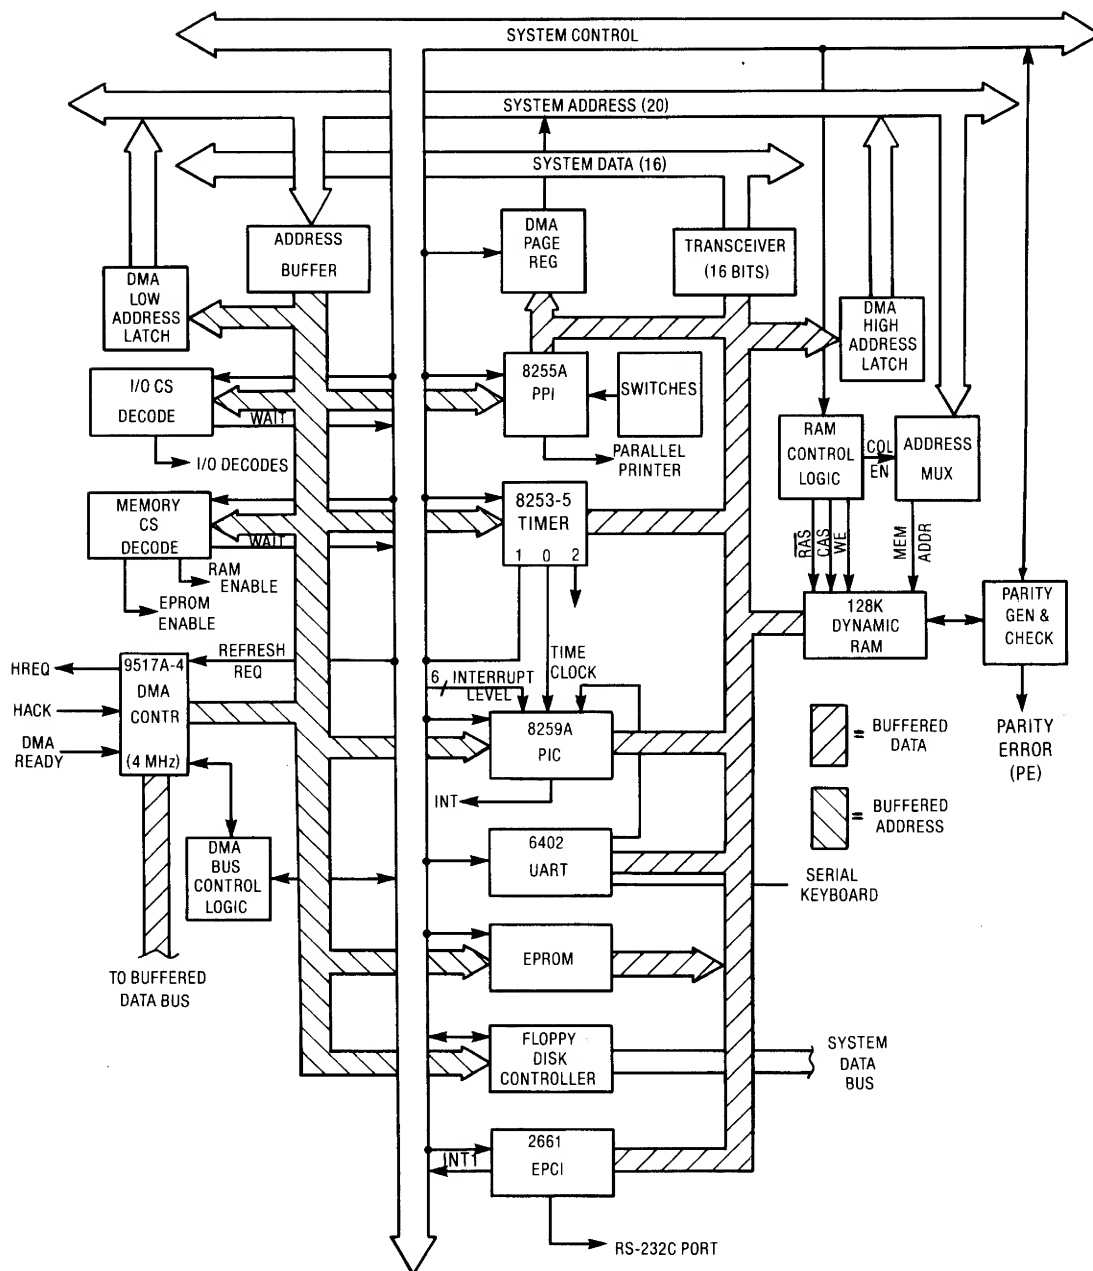 SYSTEM CONTROL
SYSTEM ADDRESS (20)
SYSTEM DATA (16)
ADDRESS
BUFFER
DMA
PAGE
REG
TRANSCEIVER
(16 BITS)
DMA
LOW
ADDRESS
LATCH
DMA
HIGH
ADDRESS
LATCH
I/O CS
DECODE
WAIT
I/O DECODES
8255A
PPI
SWITCHES
PARALLEL
PRINTER
RAM
CONTROL
LOGIC
COL
EN
ADDRESS
MUX
MEMORY
CS
DECODE
WAIT
RAM
ENABLE
EPROM
ENABLE
8253-5
TIMER
1 0 2
RAS
CAS
WE
MEM
ADDR
128K
DYNAMIC
RAM
PARITY
GEN &
CHECK
PARITY
ERROR
(PE)
HREQ
HACK
DMA
READY
9517A-4
DMA
CONTR
(4 MHz)
REFRESH
REQ
6 INTERRUPT
LEVEL
TIME
CLOCK
8259A
PIC
INT
= BUFFERED
DATA
= BUFFERED
ADDRESS
DMA
BUS
CONTROL
LOGIC
6402
UART
SERIAL
KEYBOARD
TO BUFFERED
DATA BUS
EPROM
FLOPPY
DISK
CONTROLLER
SYSTEM
DATA
BUS
2661
EPCI
INT1
RS-232C PORT